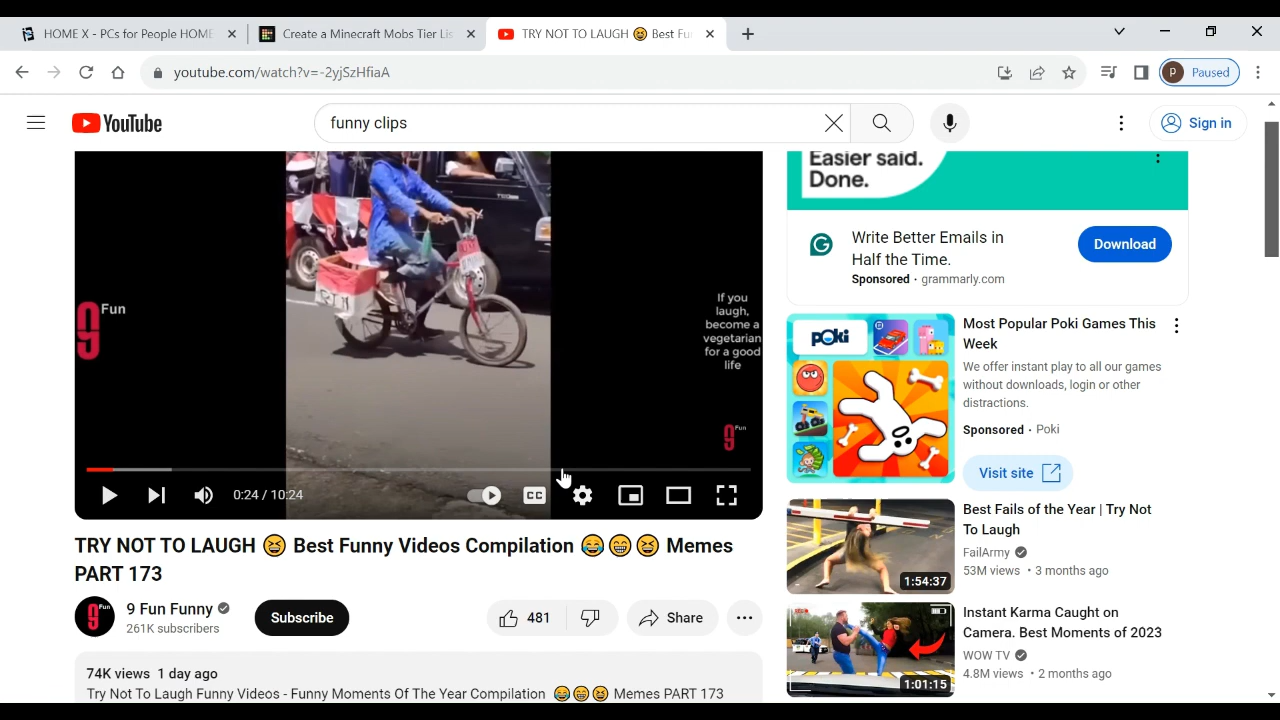 HOME X - PCs for People HOME
Create a Minecraft Mobs Tier Lis
TRY NOT TO LAUGH 😆 Best Fu
youtube.com/watch?v=-2yjSzHfiaA
P Paused
YouTube
funny clips
Sign in
9 Fun
If you
laugh,
become a
vegetarian
for a good
life
9 Fun
0:24 / 10:24
CC
TRY NOT TO LAUGH 😆 Best Funny Videos Compilation 😂😁😆 Memes
PART 173
9 Fun
9 Fun Funny
261K subscribers
Subscribe
481
Share
74K views 1 day ago
Try Not To Laugh Funny Videos - Funny Moments Of The Year Compilation 😂😁😆 Memes PART 173
Easier said.
Done.
Write Better Emails in
Half the Time.
Sponsored · grammarly.com
Download
poki
Most Popular Poki Games This
Week
We offer instant play to all our games
without downloads, login or other
distractions.
Sponsored · Poki
Visit site
1:54:37
Best Fails of the Year | Try Not
To Laugh
FailArmy
53M views • 3 months ago
1:01:15
Instant Karma Caught on
Camera. Best Moments of 2023
WOW TV
4.8M views • 2 months ago